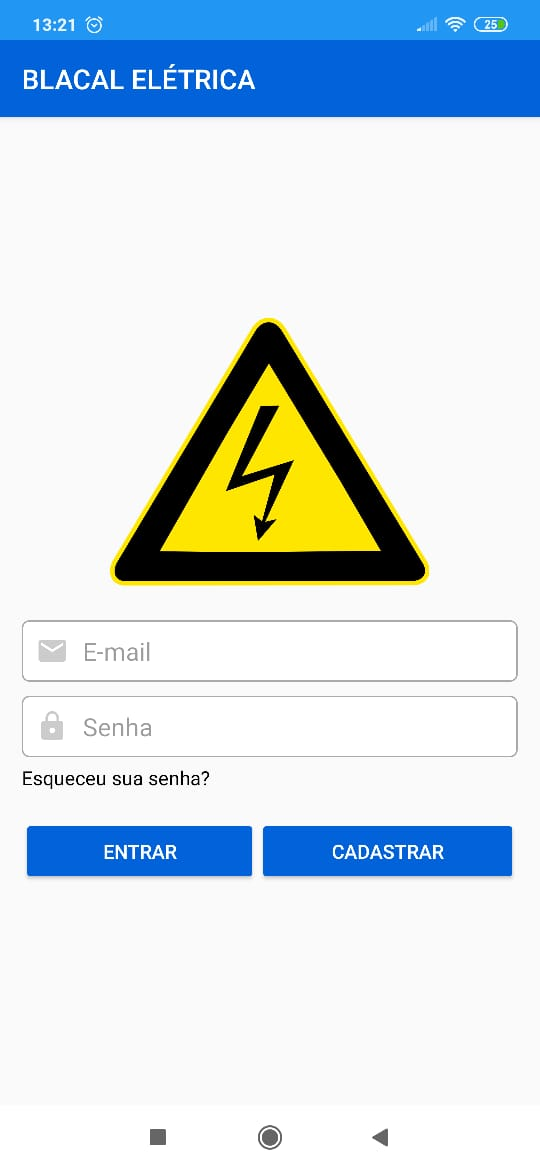 13:21
25
BLACAL ELÉTRICA
E-mail
Senha
Esqueceu sua senha?
ENTRAR CADASTRAR